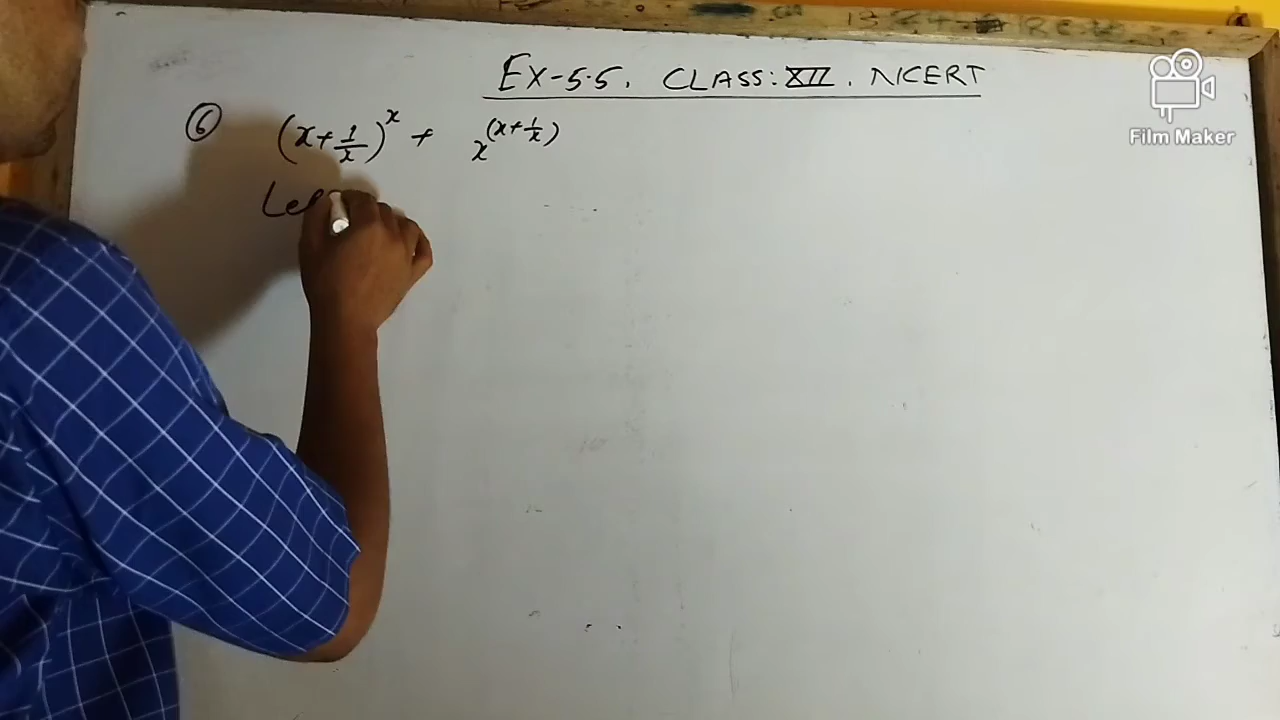 EX-5.5, CLASS: XII. NCERT
Film Maker
⑥ (x+1/x)^x + x^(x+1/x)
Let